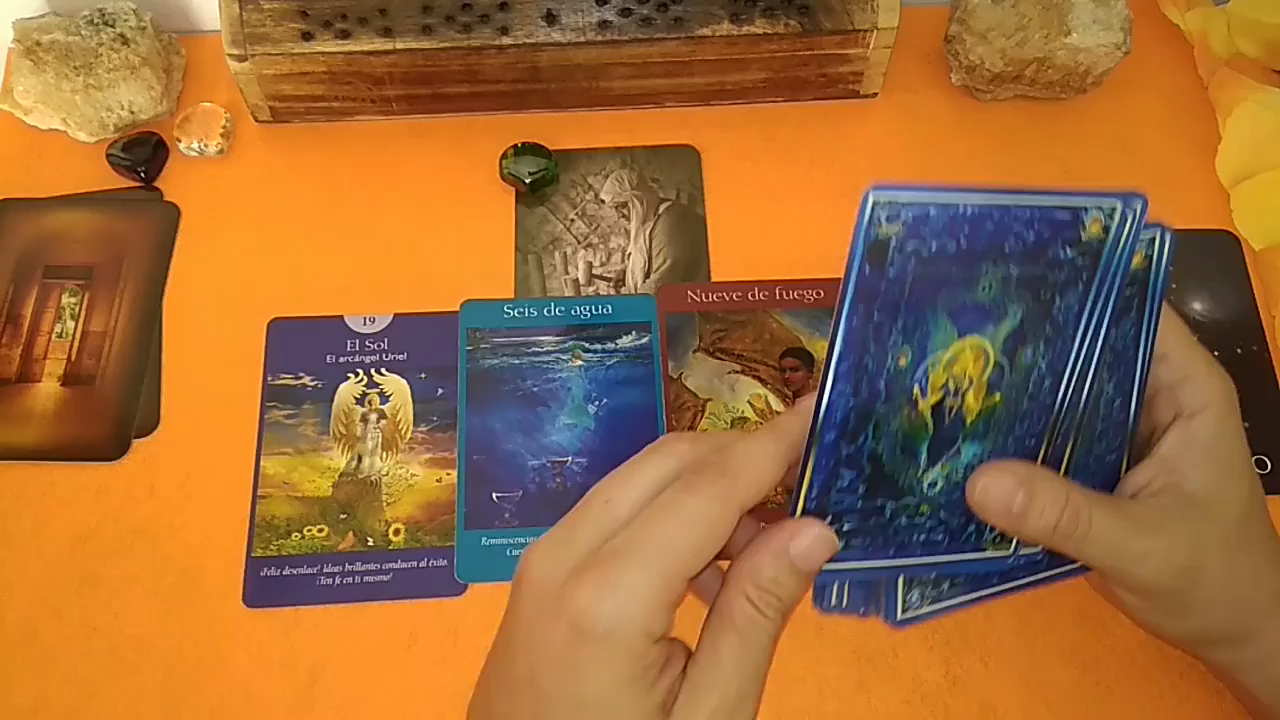 19
El Sol
El arcángel Uriel
¡Feliz desenlace! Ideas brillantes conducen al éxito.
¡Ten fe en ti mismo!
Seis de agua
Reminiscencias
Nueve de fuego
O